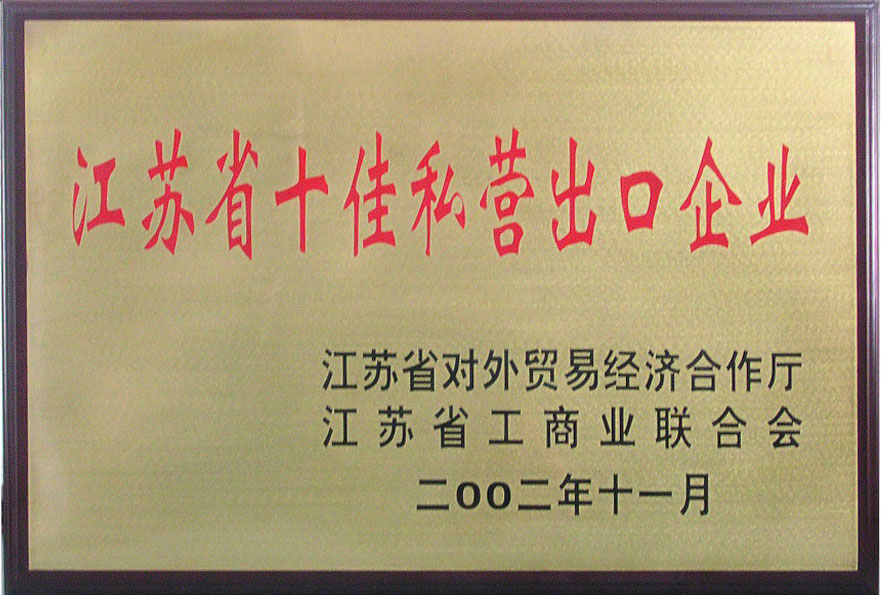 江苏省十佳私营出口企业
江苏省对外贸易经济合作厅
江苏省工商业联合会
二OO二年十一月